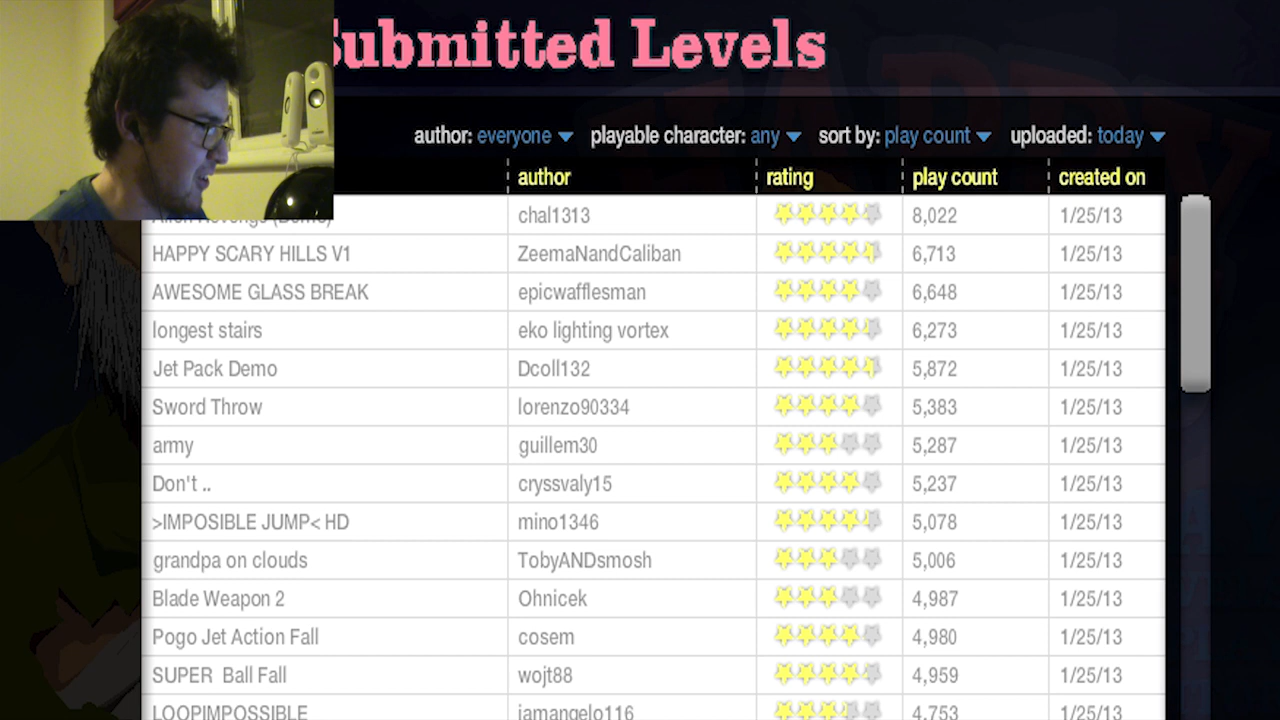 Submitted Levels
author: everyone playable character: any sort by: play count uploaded: today
author rating play count created on
chal1313 8,022 1/25/13
HAPPY SCARY HILLS V1 ZeemaNandCaliban 6,713 1/25/13
AWESOME GLASS BREAK epicwafflesman 6,648 1/25/13
longest stairs eko lighting vortex 6,273 1/25/13
Jet Pack Demo Dcoll132 5,872 1/25/13
Sword Throw lorenzo90334 5,383 1/25/13
army guillem30 5,287 1/25/13
Don't .. cryssvaly15 5,237 1/25/13
>IMPOSIBLE JUMP< HD mino1346 5,078 1/25/13
grandpa on clouds TobyANDsmosh 5,006 1/25/13
Blade Weapon 2 Ohnicek 4,987 1/25/13
Pogo Jet Action Fall cosem 4,980 1/25/13
SUPER Ball Fall wojt88 4,959 1/25/13
LOOPIMPOSSIBLE iamangelo116 4,753 1/25/13